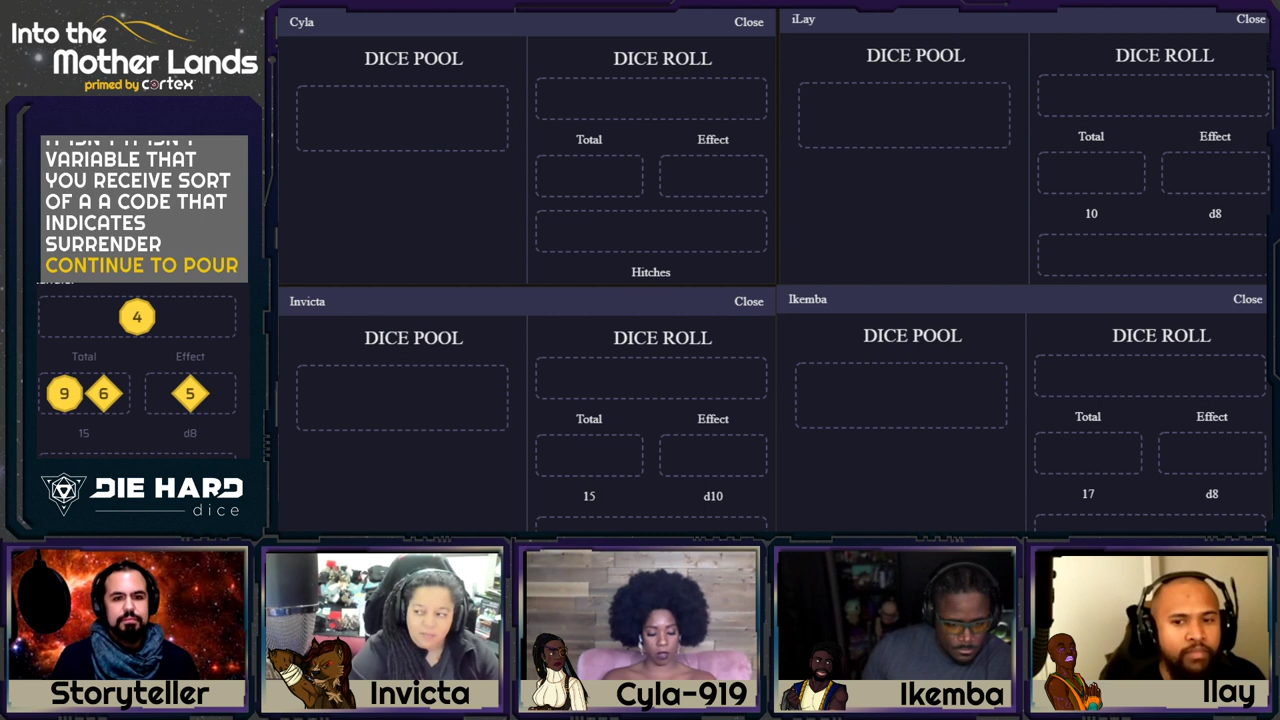 Into the
Mother Lands
primed by cortex
VARIABLE THAT
YOU RECEIVE SORT
OF A A CODE THAT
INDICATES
SURRENDER
CONTINUE TO POUR
4
Total Effect
9 6 5
15 d8
DIE HARD
dice
Cyla Close
DICE POOL DICE ROLL
Total Effect
Hitches
iLay Close
DICE POOL DICE ROLL
Total Effect
10 d8
Invicta Close
DICE POOL DICE ROLL
Total Effect
15 d10
Ikemba Close
DICE POOL DICE ROLL
Total Effect
17 d8
Storyteller
Invicta
Cyla-919
Ikemba
Ilay